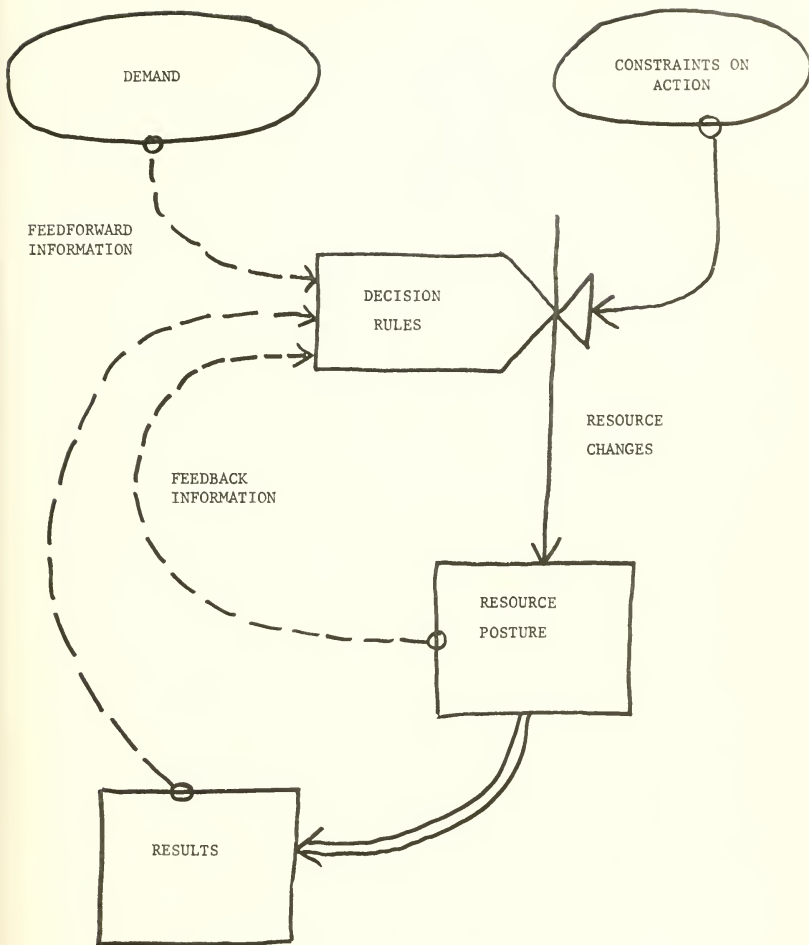 DEMAND
CONSTRAINTS ON
ACTION
FEEDFORWARD
INFORMATION
DECISION
RULES
RESOURCE
CHANGES
FEEDBACK
INFORMATION
RESOURCE
POSTURE
RESULTS